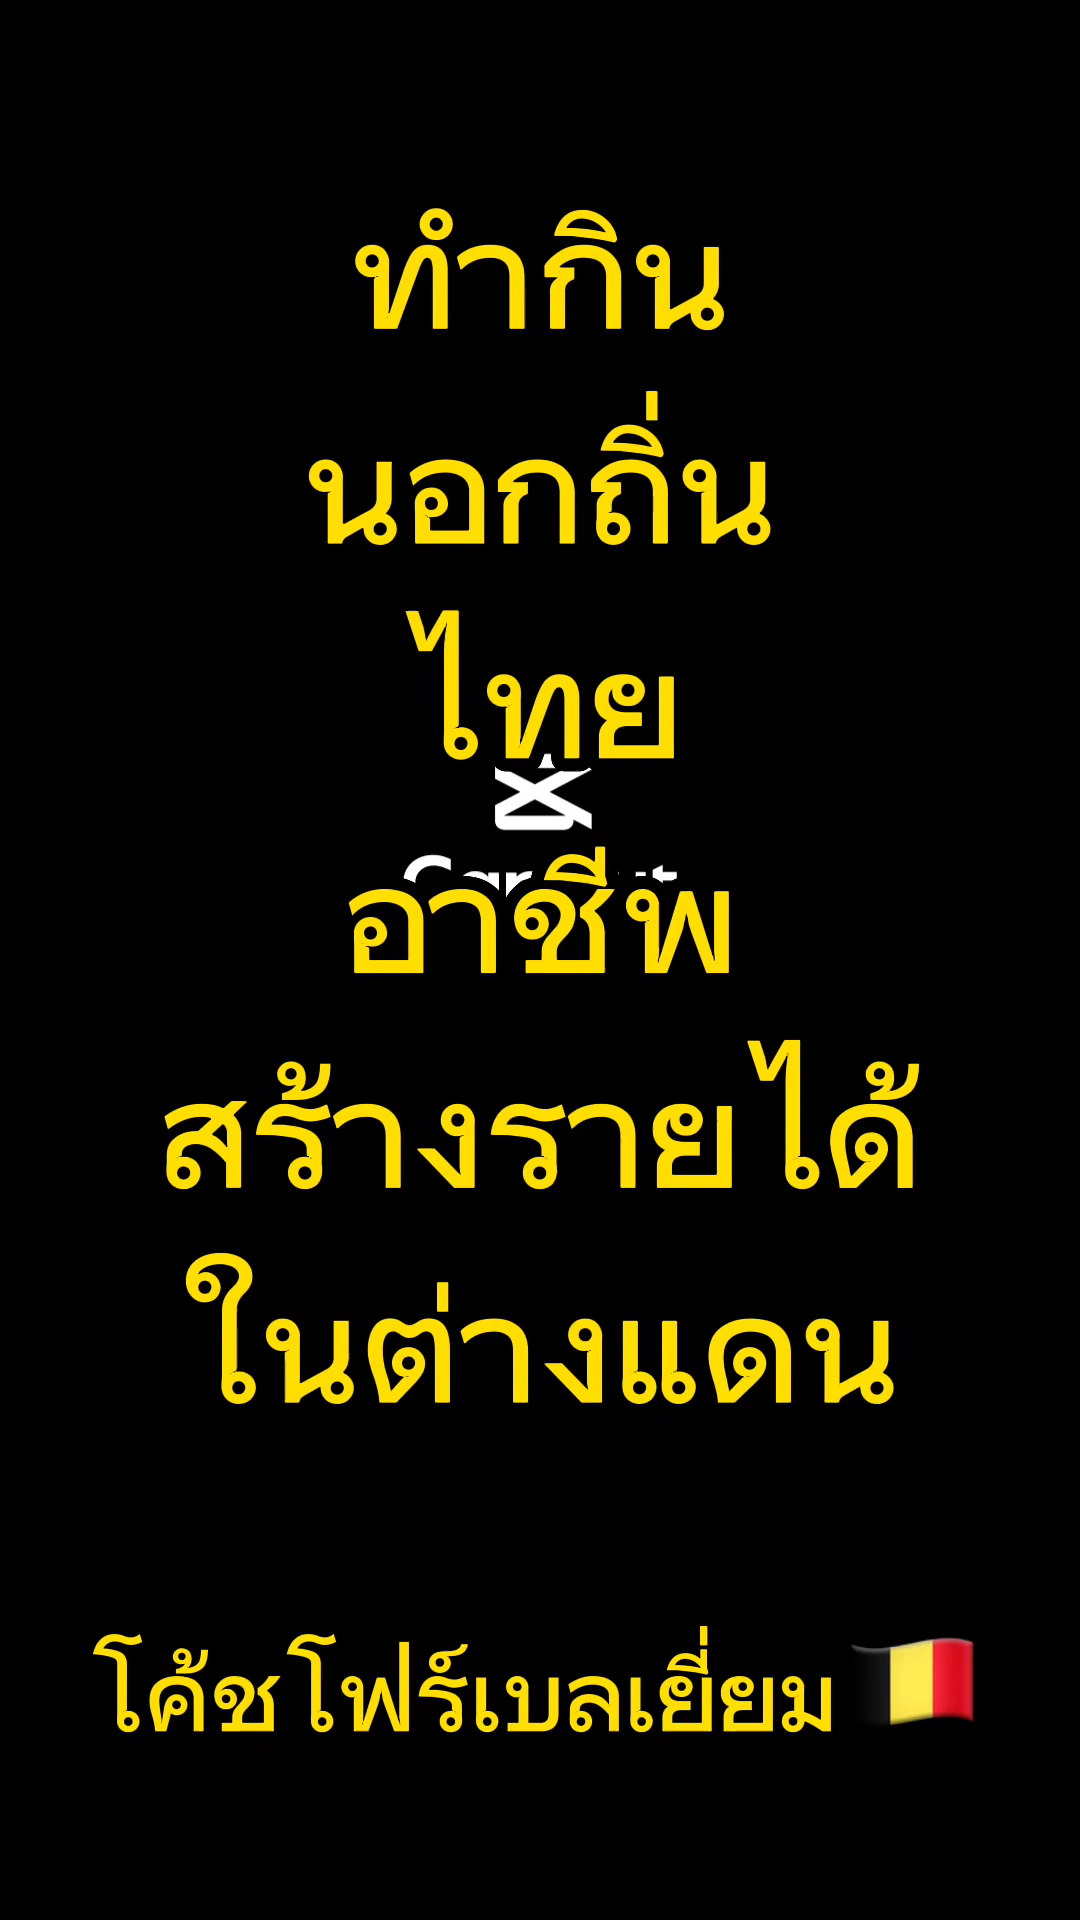 ทำกิน
นอกถิ่น
ไทย
CapCut
อาชีพ
สร้างรายได้
ในต่างแดน
โค้ชโฟร์เบลเยี่ยม